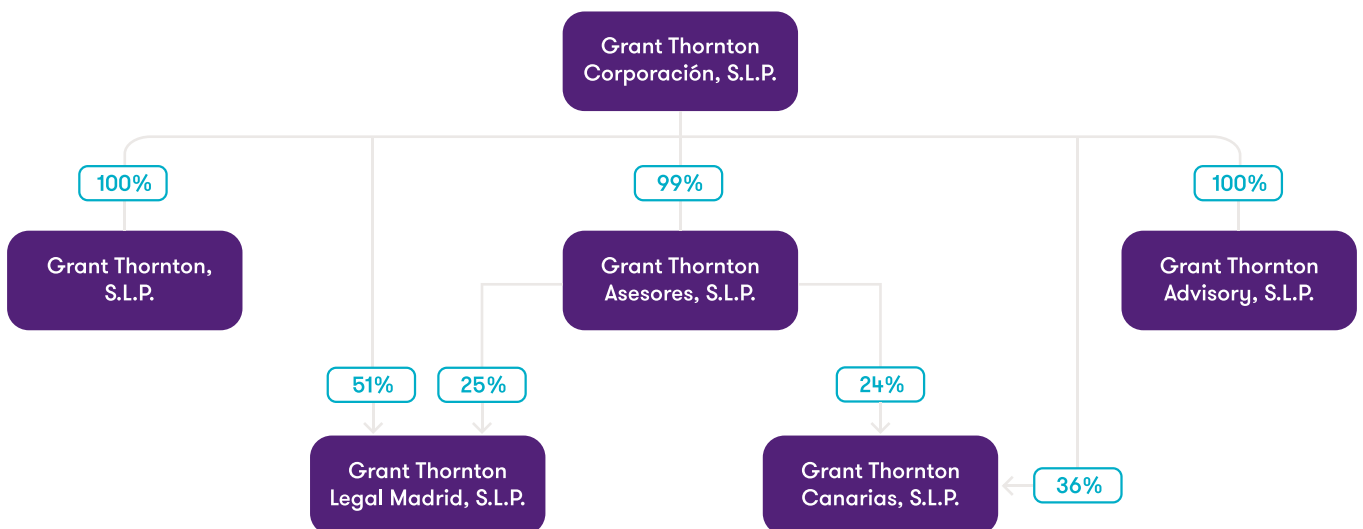 Grant Thornton
Corporación, S.L.P.
100%
99%
100%
Grant Thornton,
S.L.P.
Grant Thornton
Asesores, S.L.P.
Grant Thornton
Advisory, S.L.P.
51%
25%
24%
Grant Thornton
Legal Madrid, S.L.P.
Grant Thornton
Canarias, S.L.P.
36%